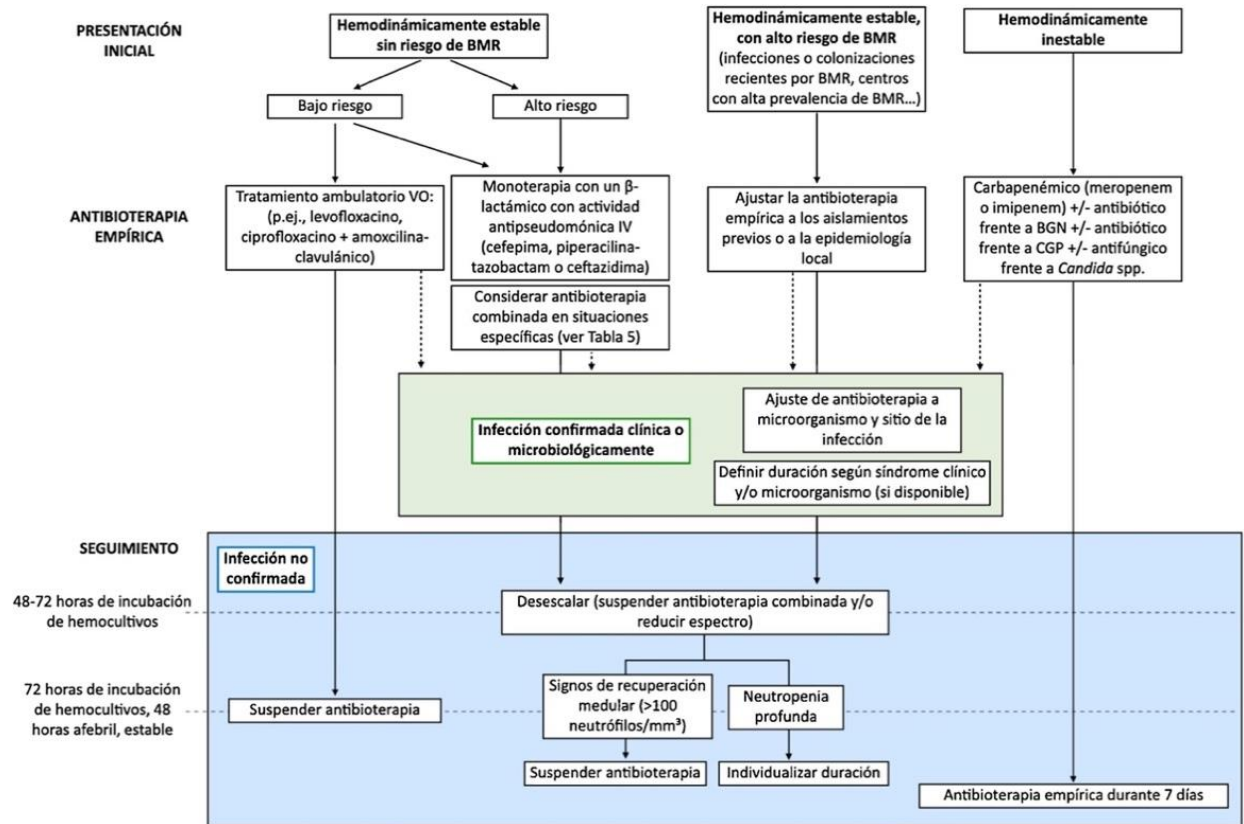 PRESENTACIÓN
INICIAL
Hemodinámicamente estable
sin riesgo de BMR
Hemodinámicamente estable,
con alto riesgo de BMR
(infecciones o colonizaciones
recientes por BMR, centros
con alta prevalencia de BMR...)
Hemodinámicamente
inestable
Bajo riesgo
Alto riesgo
ANTIBIOTERAPIA
EMPÍRICA
Tratamiento ambulatorio VO:
(p.ej., levofloxacino,
ciprofloxacino + amoxcilina-
clavulánico)
Monoterapia con un β-
lactámico con actividad
antipseudomónica IV
(cefepima, piperacilina-
tazobactam o ceftazidima)
Considerar antibioterapia
combinada en situaciones
específicas (ver Tabla 5)
Ajustar la antibioterapia
empírica a los aislamientos
previos o a la epidemiología
local
Carbapenémico (meropenem
o imipenem) +/- antibiótico
frente a BGN +/- antibiótico
frente a CGP +/- antifúngico
frente a Candida spp.
Infección confirmada clínica o
microbiológicamente
Ajuste de antibioterapia a
microorganismo y sitio de la
infección
Definir duración según síndrome clínico
y/o microorganismo (si disponible)
SEGUIMIENTO
Infección no
confirmada
48-72 horas de incubación
de hemocultivos
Desescalar (suspender antibioterapia combinada y/o
reducir espectro)
72 horas de incubación
de hemocultivos, 48
horas afebril, estable
Suspender antibioterapia
Signos de recuperación
medular (>100
neutrófilos/mm³)
Neutropenia
profunda
Suspender antibioterapia
Individualizar duración
Antibioterapia empírica durante 7 días